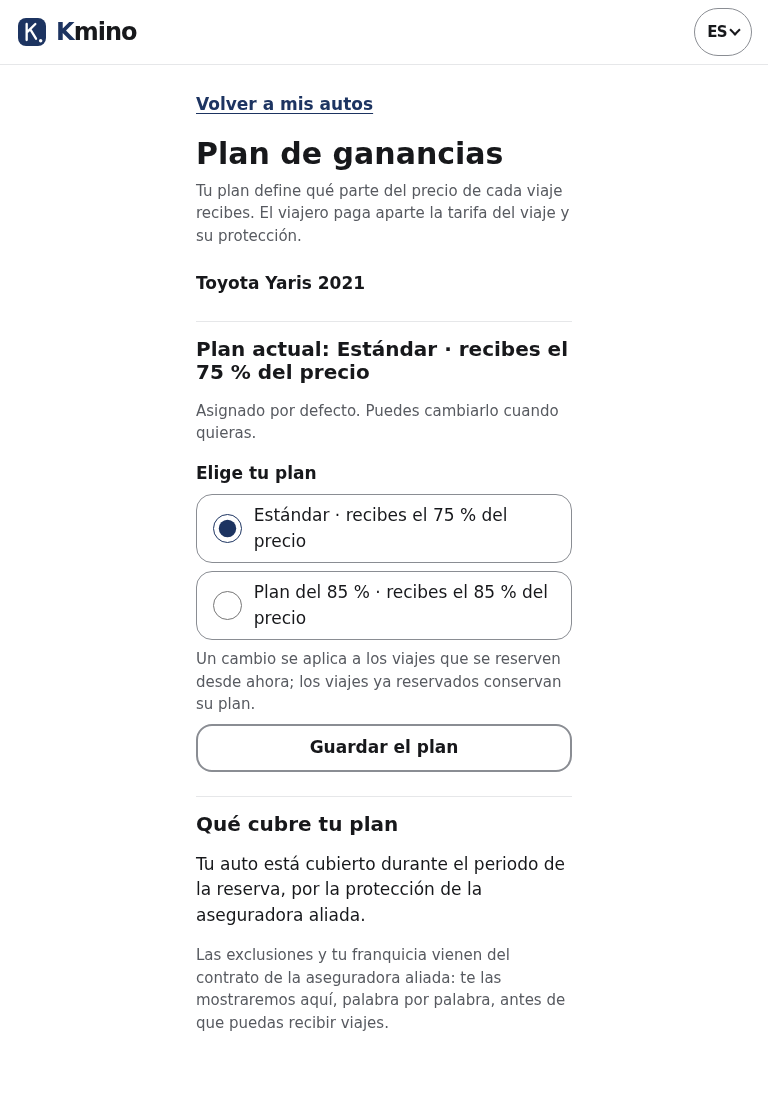 K. Kmino
ES
Volver a mis autos
Plan de ganancias
Tu plan define qué parte del precio de cada viaje
recibes. El viajero paga aparte la tarifa del viaje y
su protección.
Toyota Yaris 2021
Plan actual: Estándar · recibes el
75 % del precio
Asignado por defecto. Puedes cambiarlo cuando
quieras.
Elige tu plan
Estándar · recibes el 75 % del
precio
Plan del 85 % · recibes el 85 % del
precio
Un cambio se aplica a los viajes que se reserven
desde ahora; los viajes ya reservados conservan
su plan.
Guardar el plan
Qué cubre tu plan
Tu auto está cubierto durante el periodo de
la reserva, por la protección de la
aseguradora aliada.
Las exclusiones y tu franquicia vienen del
contrato de la aseguradora aliada: te las
mostraremos aquí, palabra por palabra, antes de
que puedas recibir viajes.